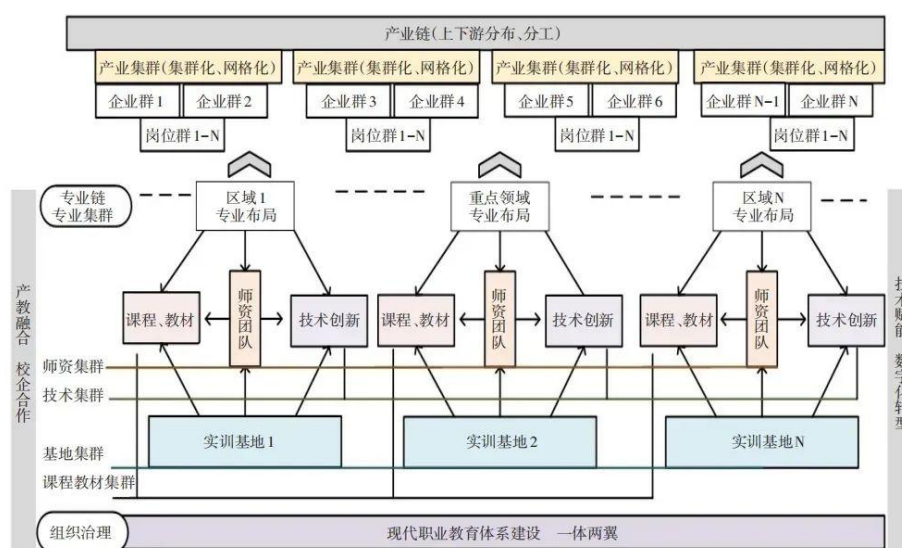 产业链(上下游分布、分工)
产业集群(集群化、网格化)
产业集群(集群化、网格化)
产业集群(集群化、网格化)
产业集群(集群化、网格化)
企业群1
企业群2
企业群3
企业群4
企业群5
企业群6
企业群N-1
企业群N
岗位群1-N
岗位群1-N
岗位群1-N
岗位群1-N
专业链
专业集群
区域1
专业布局
重点领域
专业布局
区域N
专业布局
产教融合 校企合作
技术赋能 数字化转型
课程、教材
师资团队
技术创新
课程、教材
师资团队
技术创新
课程、教材
师资团队
技术创新
师资集群
技术集群
实训基地1
实训基地2
实训基地N
基地集群
课程教材集群
组织治理
现代职业教育体系建设 一体两翼